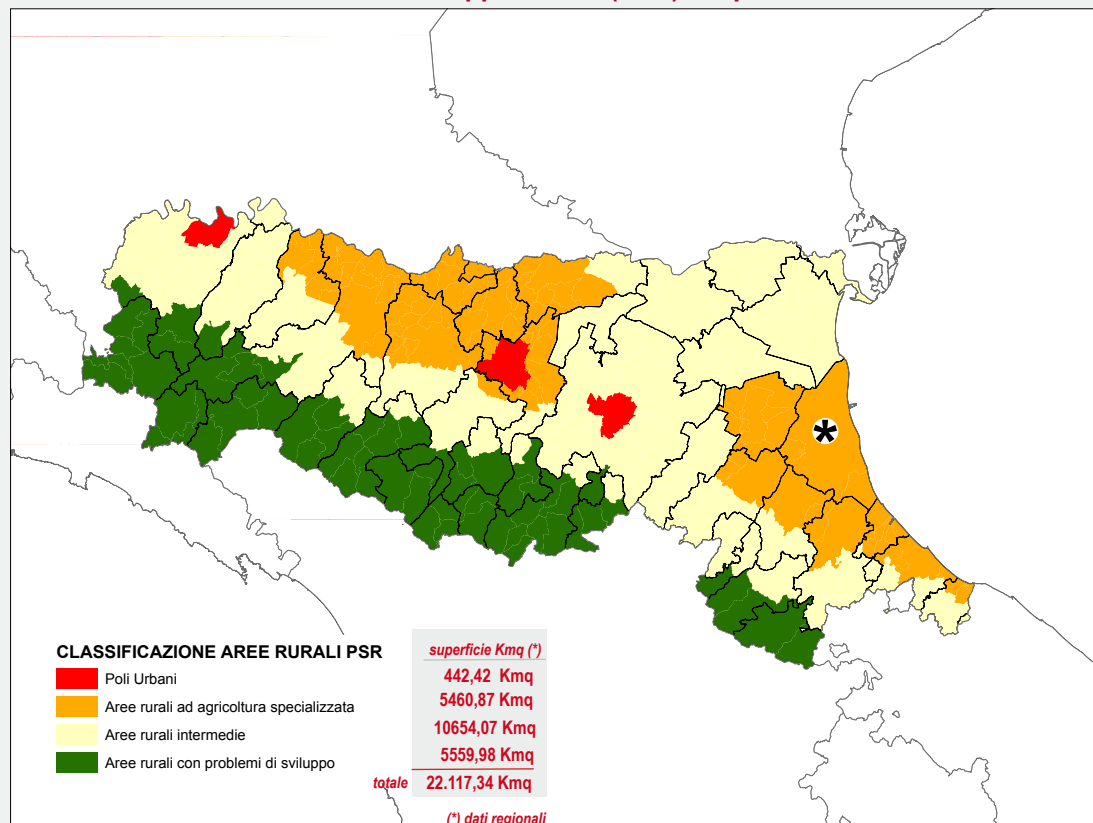 CLASSIFICAZIONE AREE RURALI PSR
superficie Kmq (*)
Poli Urbani
442,42 Kmq
Aree rurali ad agricoltura specializzata
5460,87 Kmq
Aree rurali intermedie
10654,07 Kmq
Aree rurali con problemi di sviluppo
5559,98 Kmq
totale 22.117,34 Kmq
(*) dati regionali
*